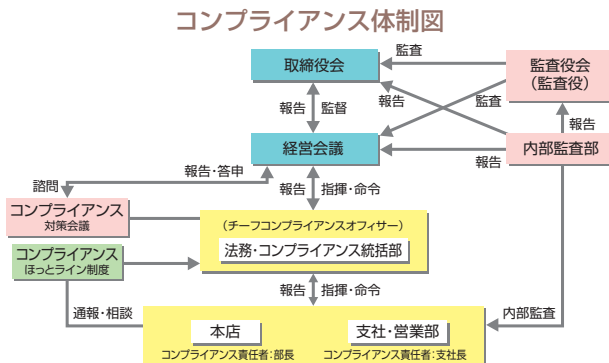 コンプライアンス体制図
取締役会
監査
監査役会
(監査役)
報告
監督
報告
監査
報告
経営会議
報告
内部監査部
報告・答申
諮問
報告
指揮・命令
コンプライアンス
対策会議
(チーフコンプライアンスオフィサー)
法務・コンプライアンス統括部
コンプライアンス
ほっとライン制度
報告
指揮・命令
通報・相談
内部監査
本店
コンプライアンス責任者:部長
支社・営業部
コンプライアンス責任者:支社長